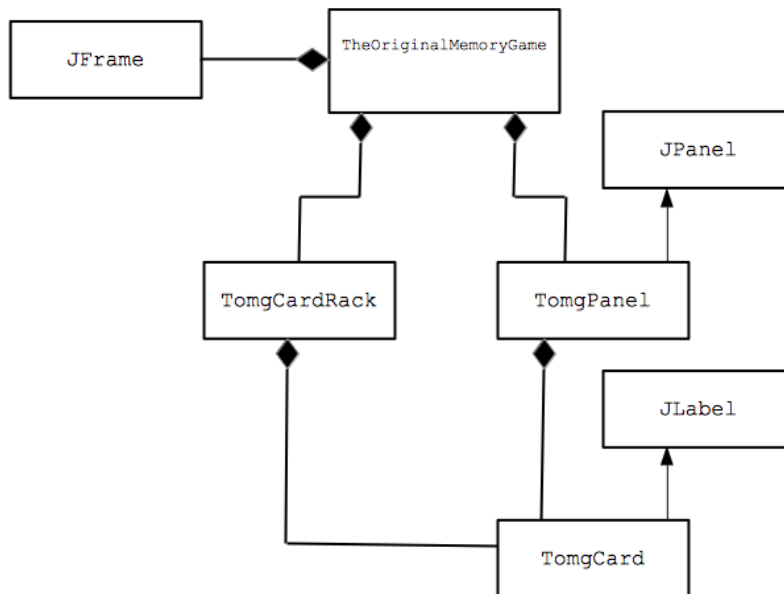 TheOriginalMemoryGame
JFrame
JPanel
TomgCardRack
TomgPanel
JLabel
TomgCard